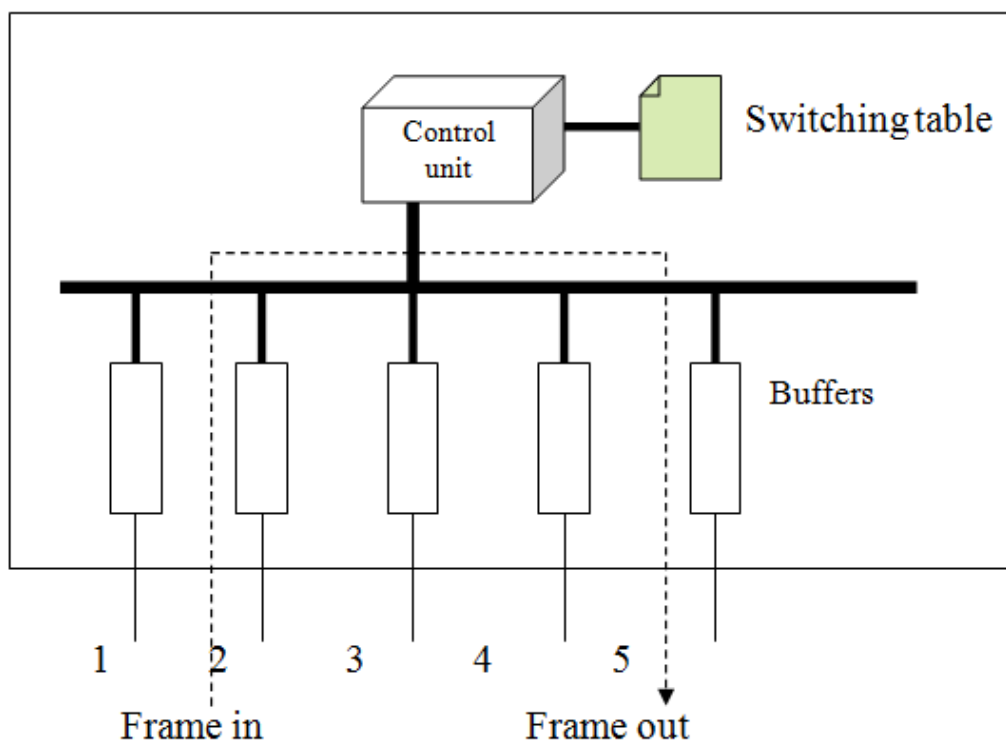 Control
unit
Switching table
Buffers
1 2 3 4 5
Frame in Frame out